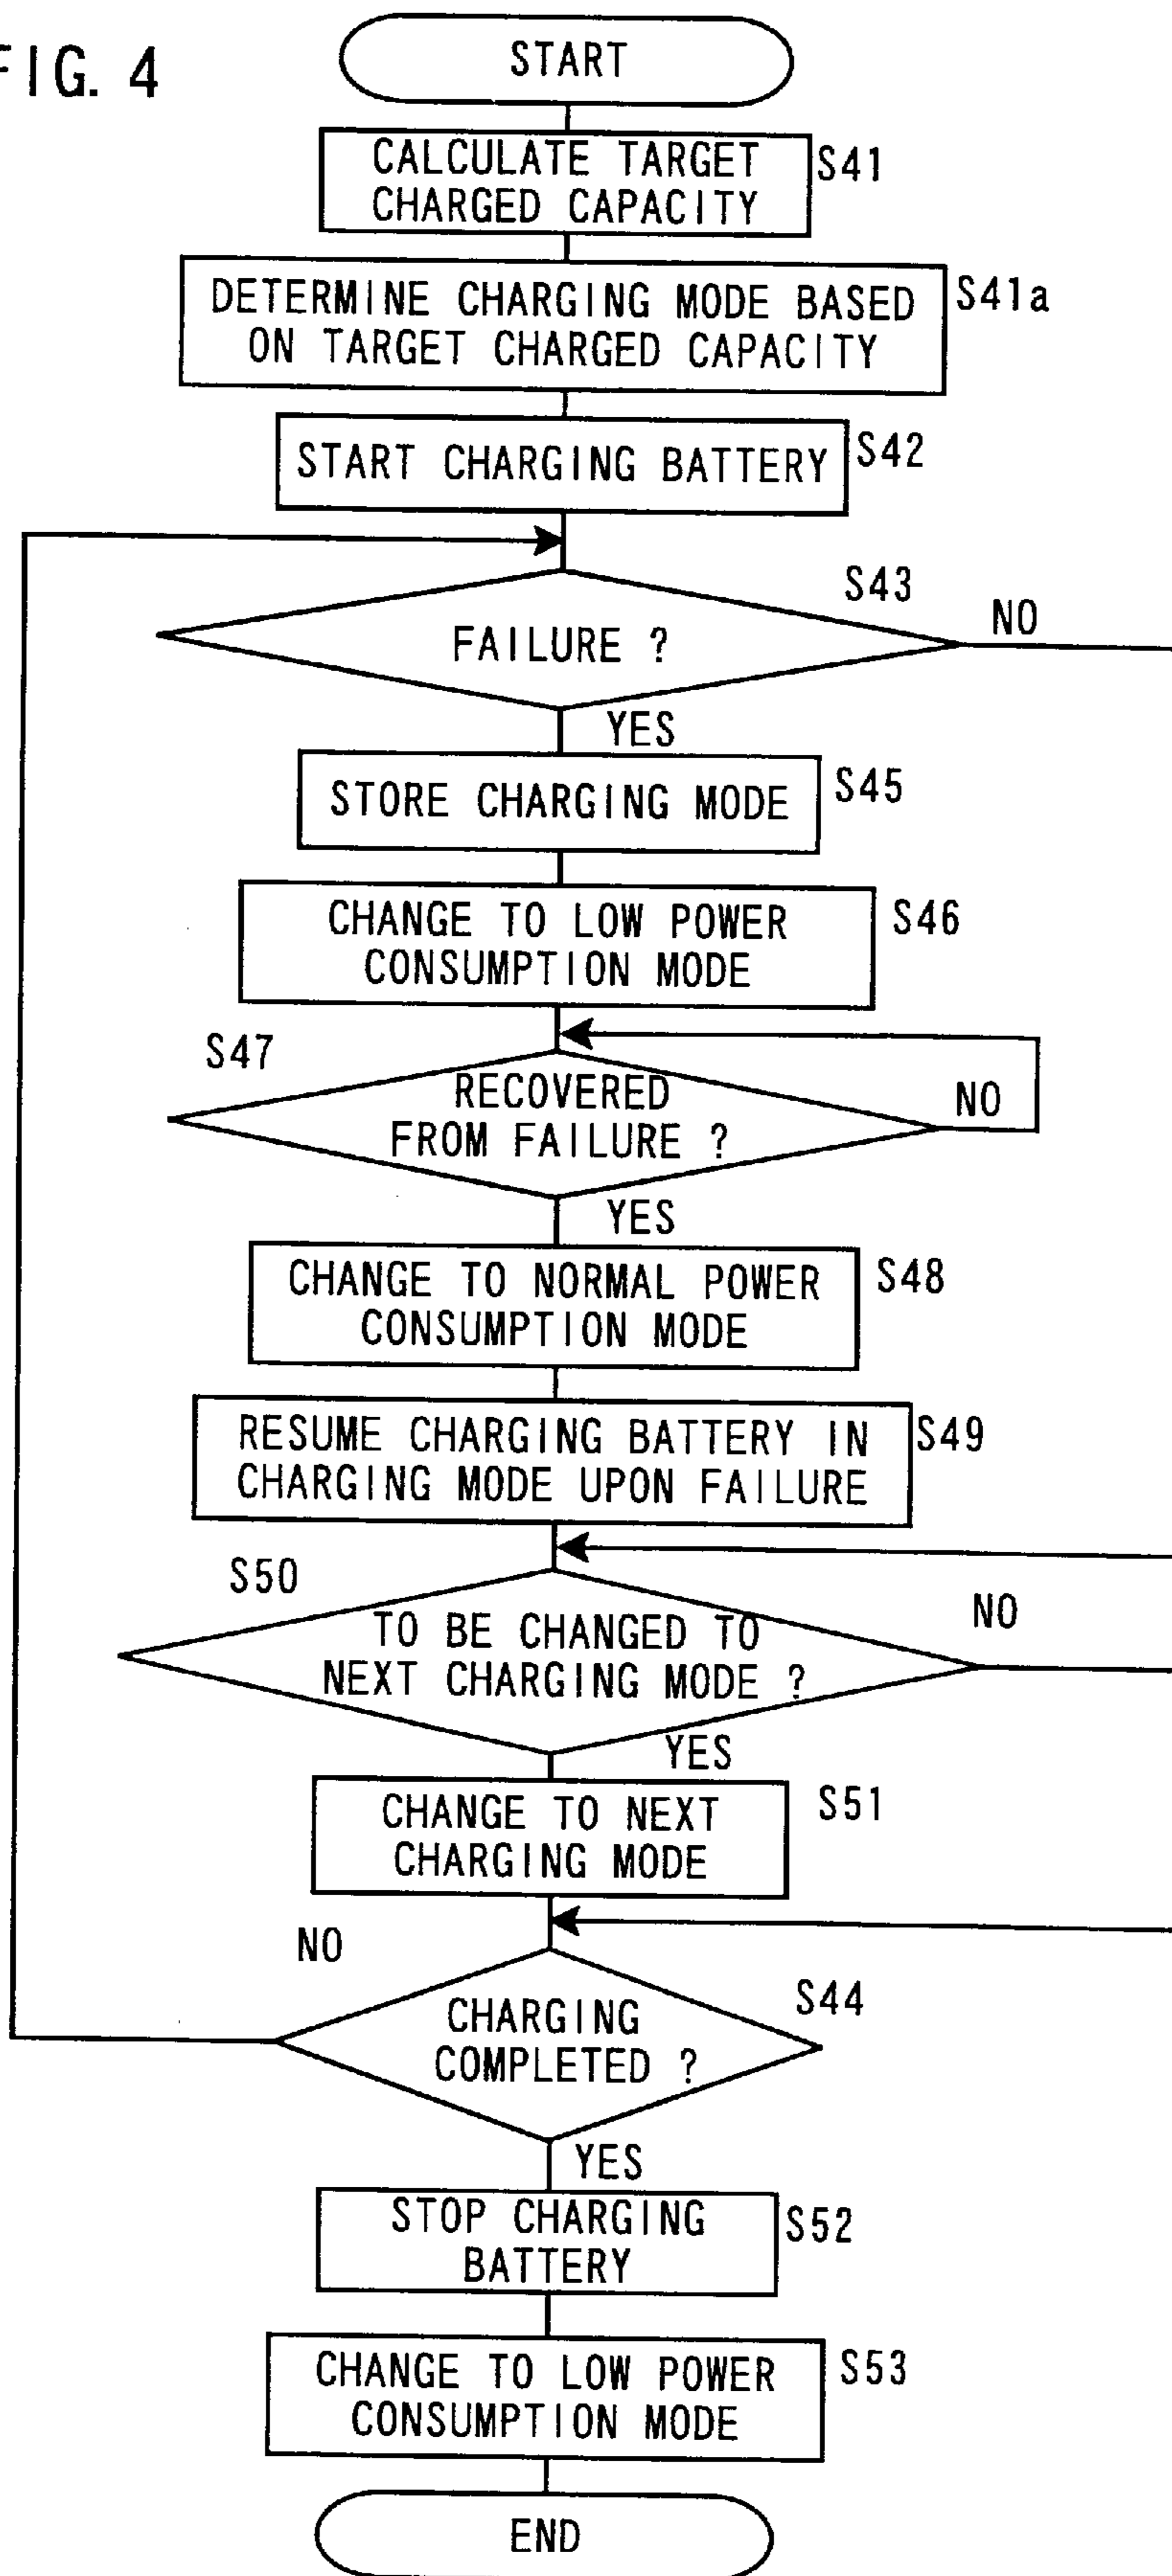 FIG. 4
START
CALCULATE TARGET
CHARGED CAPACITY
S41
DETERMINE CHARGING MODE BASED
ON TARGET CHARGED CAPACITY
S41a
START CHARGING BATTERY
S42
S43
FAILURE ?
NO
YES
STORE CHARGING MODE
S45
CHANGE TO LOW POWER
CONSUMPTION MODE
S46
S47
RECOVERED
FROM FAILURE ?
NO
YES
CHANGE TO NORMAL POWER
CONSUMPTION MODE
S48
RESUME CHARGING BATTERY IN
CHARGING MODE UPON FAILURE
S49
S50
TO BE CHANGED TO
NEXT CHARGING MODE ?
NO
YES
CHANGE TO NEXT
CHARGING MODE
S51
NO
S44
CHARGING
COMPLETED ?
YES
STOP CHARGING
BATTERY
S52
CHANGE TO LOW POWER
CONSUMPTION MODE
S53
END